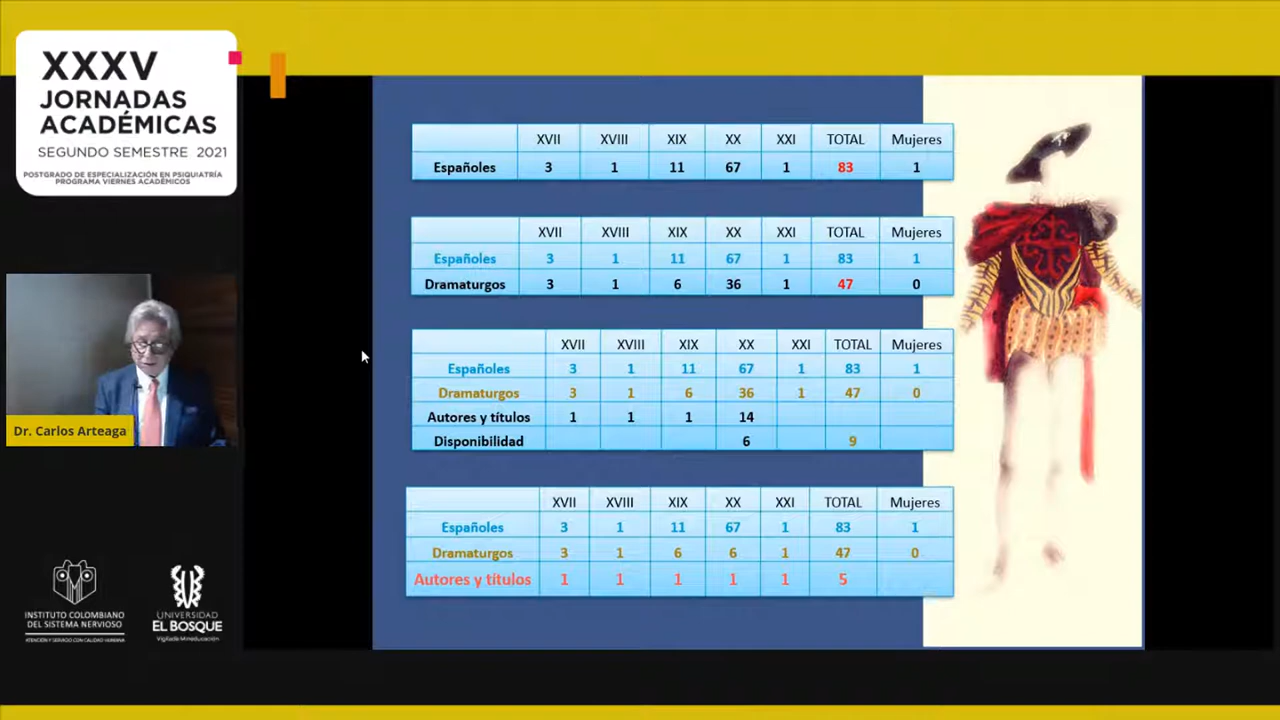 XXXV
JORNADAS
ACADÉMICAS
SEGUNDO SEMESTRE 2021
POSTGRADO DE ESPECIALIZACIÓN EN PSIQUIATRÍA
PROGRAMA VIERNES ACADÉMICOS
XVII XVIII XIX XX XXI TOTAL Mujeres
Españoles 3 1 11 67 1 83 1
XVII XVIII XIX XX XXI TOTAL Mujeres
Españoles 3 1 11 67 1 83 1
Dramaturgos 3 1 6 36 1 47 0
XVII XVIII XIX XX XXI TOTAL Mujeres
Españoles 3 1 11 67 1 83 1
Dramaturgos 3 1 6 36 1 47 0
Autores y títulos 1 1 1 14
Disponibilidad 6 9
XVII XVIII XIX XX XXI TOTAL Mujeres
Españoles 3 1 11 67 1 83 1
Dramaturgos 3 1 6 6 1 47 0
Autores y títulos 1 1 1 1 1 5
Dr. Carlos Arteaga
INSTITUTO COLOMBIANO
DEL SISTEMA NERVIOSO
ATENCIÓN Y SERVICIO CON CALIDAD HUMANA
UNIVERSIDAD
EL BOSQUE
Vigilada Mineducación